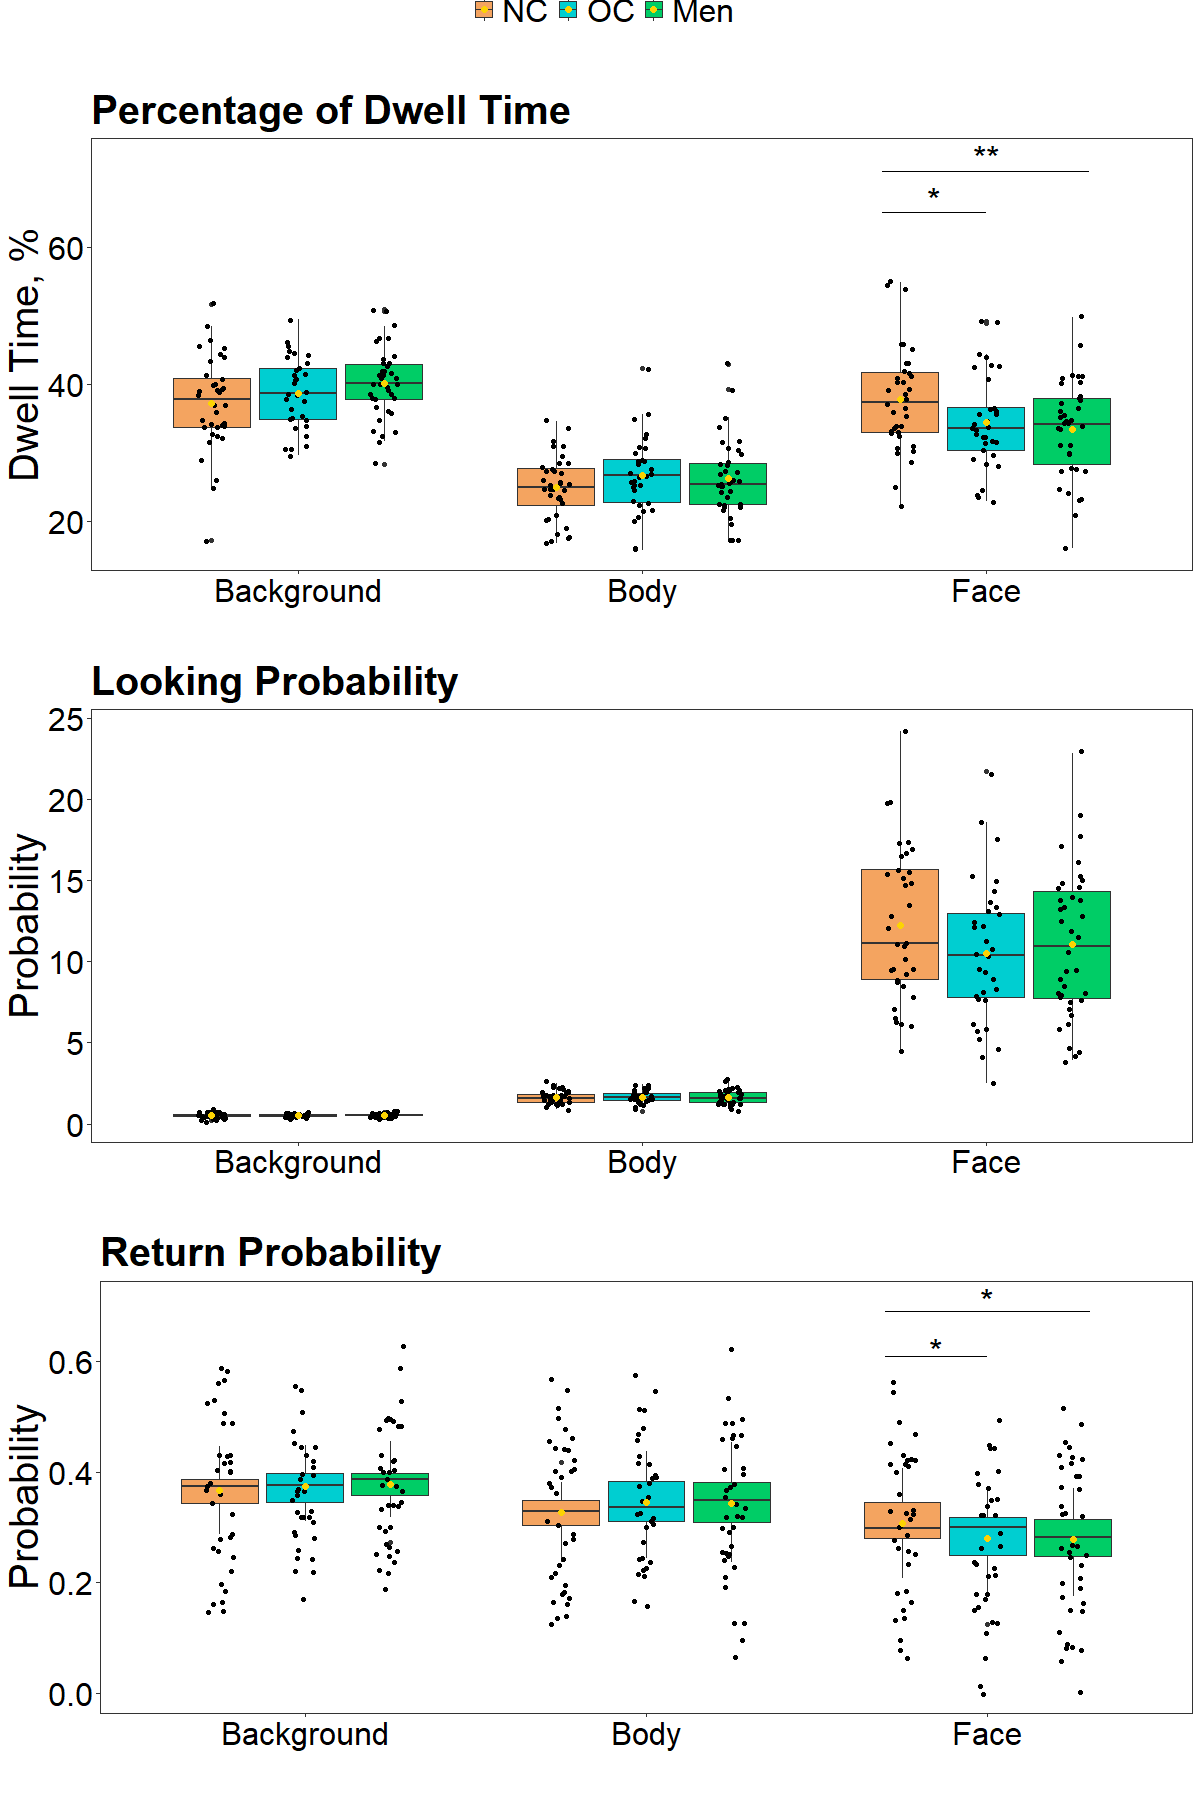 NC OC Men
Percentage of Dwell Time
**
*
Dwell Time, %
60
40
20
Background Body Face
Looking Probability
Probability
25
20
15
10
5
0
Background Body Face
Return Probability
*
*
Probability
0.6
0.4
0.2
0.0
Background Body Face